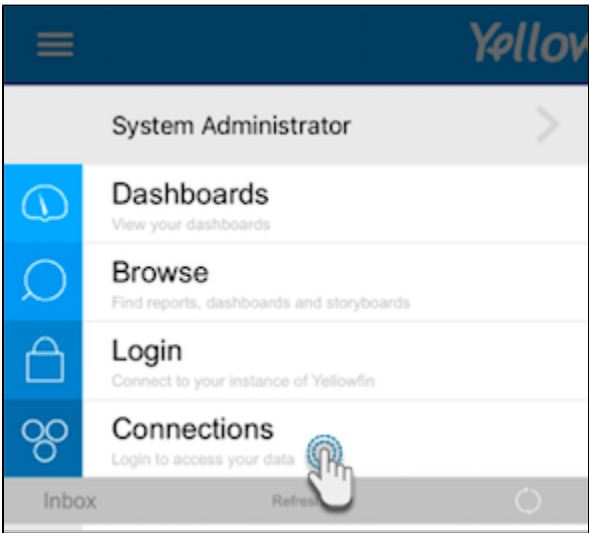 Yellow
System Administrator
Dashboards
View your dashboards
Browse
Find reports, dashboards and storyboards
Login
Connect to your instance of Yellowfin
Connections
Login to access your data
Inbox